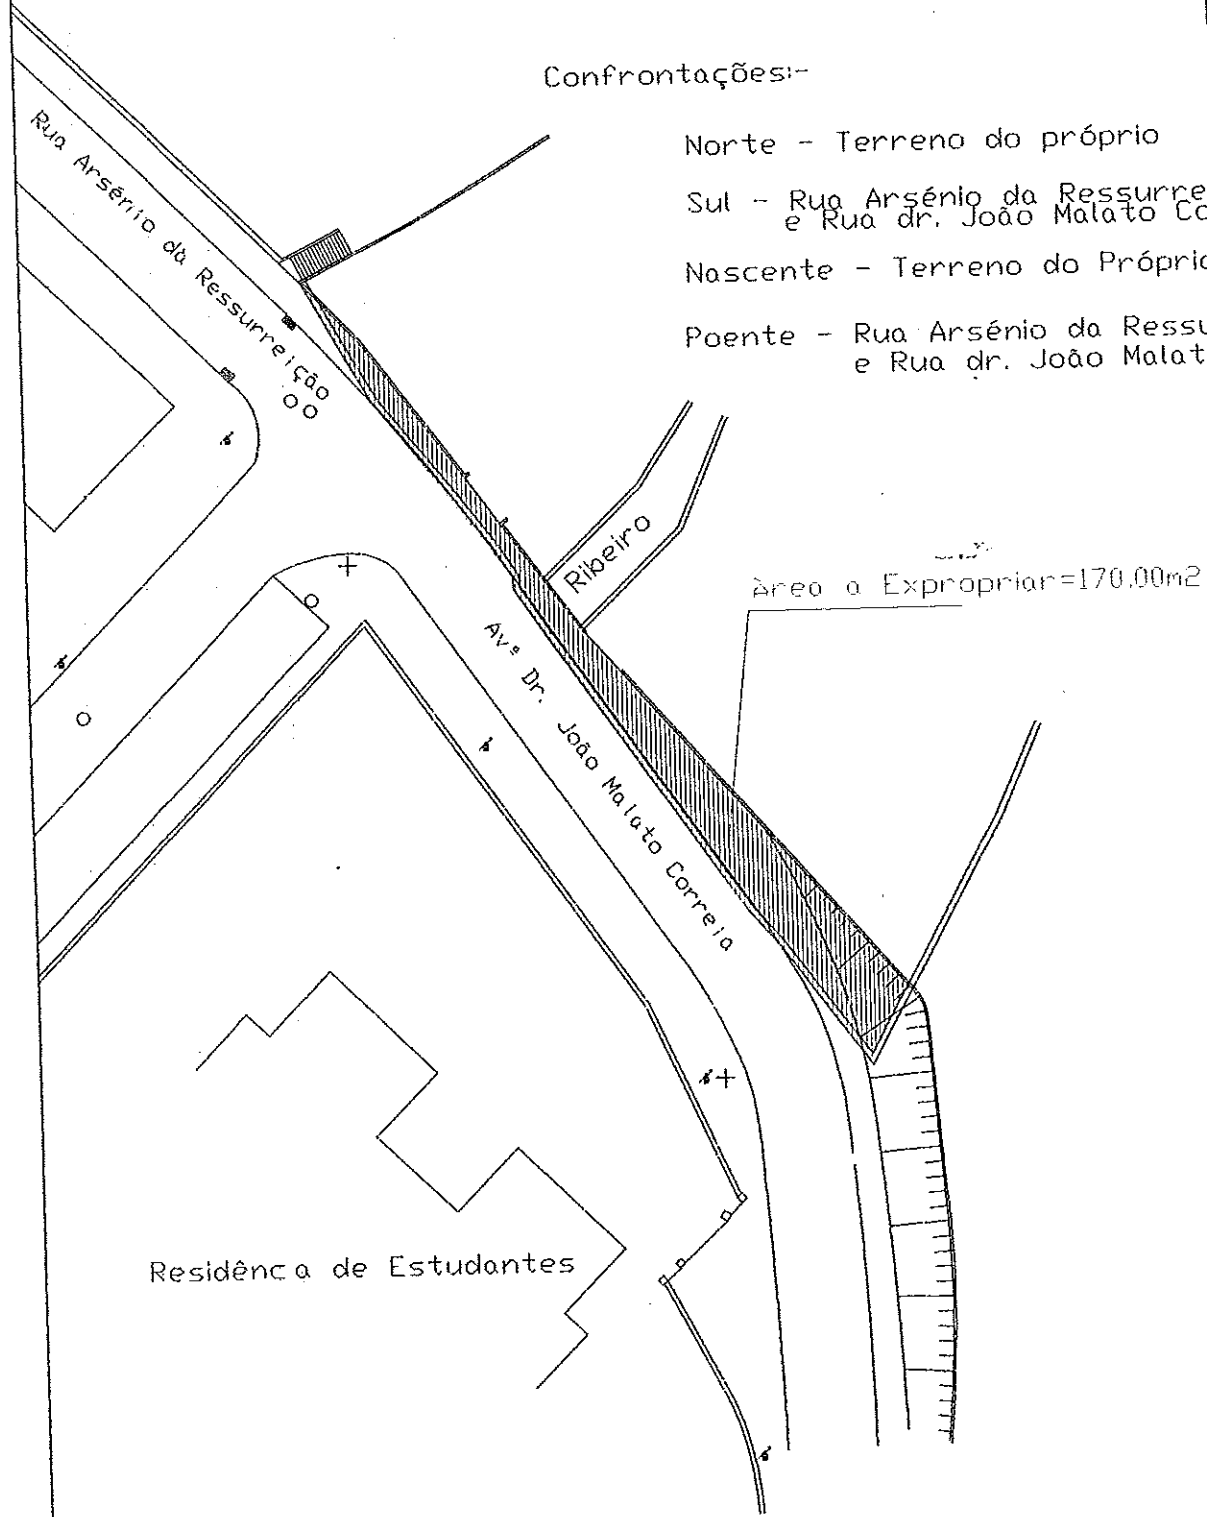 Confrontações:-
Norte - Terreno do próprio
Sul - Rua Arsénio da Ressurre
e Rua dr. João Malato Co
Nascente - Terreno do Próprio
Poente - Rua Arsénio da Ressu
e Rua dr. João Malat
Rua Arsénio da Ressurreição
Ribeiro
Àrea a Expropriar=170.00m2
Avª Dr. João Malato Correia
Residênc a de Estudantes